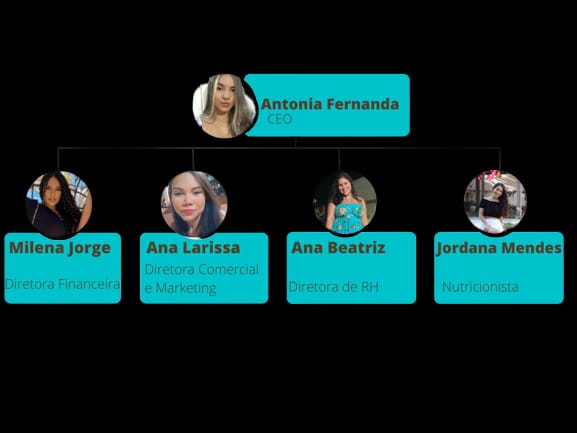 Antonia Fernanda
CEO
Milena Jorge
Diretora Financeira
Ana Larissa
Diretora Comercial
e Marketing
Ana Beatriz
Diretora de RH
Jordana Mendes
Nutricionista